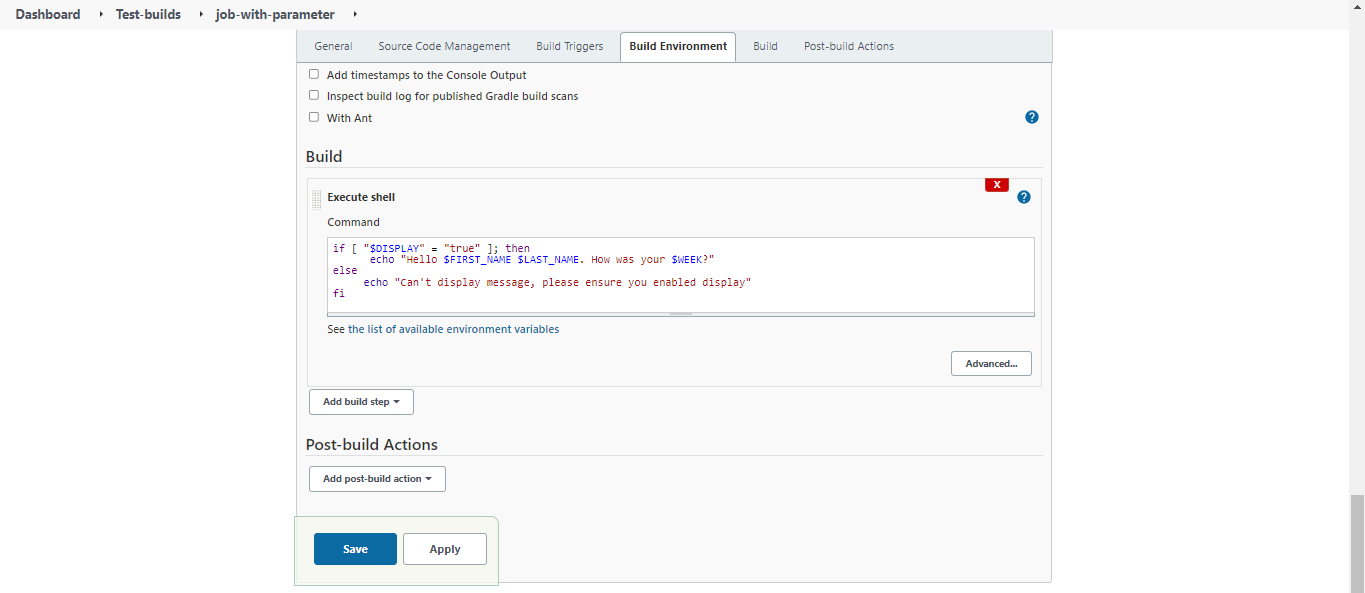 Dashboard Test-builds job-with-parameter
General Source Code Management Build Triggers Build Environment Build Post-build Actions
Add timestamps to the Console Output
Inspect build log for published Gradle build scans
With Ant
?
Build
X
Execute shell
?
Command
if [ "$DISPLAY" = "true" ]; then
echo "Hello $FIRST_NAME $LAST_NAME. How was your $WEEK?"
else
echo "Can't display message, please ensure you enabled display"
fi
See the list of available environment variables
Advanced...
Add build step
Post-build Actions
Add post-build action
Save Apply